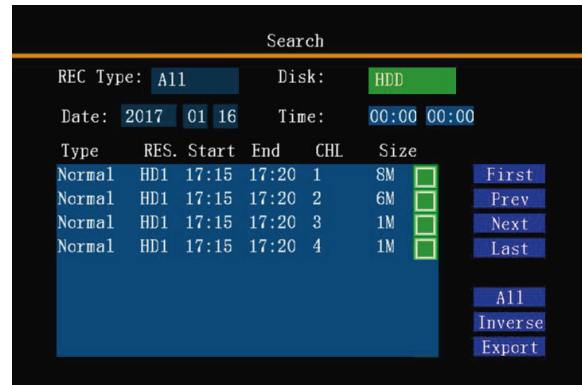 Search
REC Type: All Disk: HDD
Date: 2017 01 16 Time: 00:00 00:00
Type RES. Start End CHL Size
Normal HD1 17:15 17:20 1 8M First
Normal HD1 17:15 17:20 2 6M Prev
Normal HD1 17:15 17:20 3 1M Next
Normal HD1 17:15 17:20 4 1M Last
All
Inverse
Export